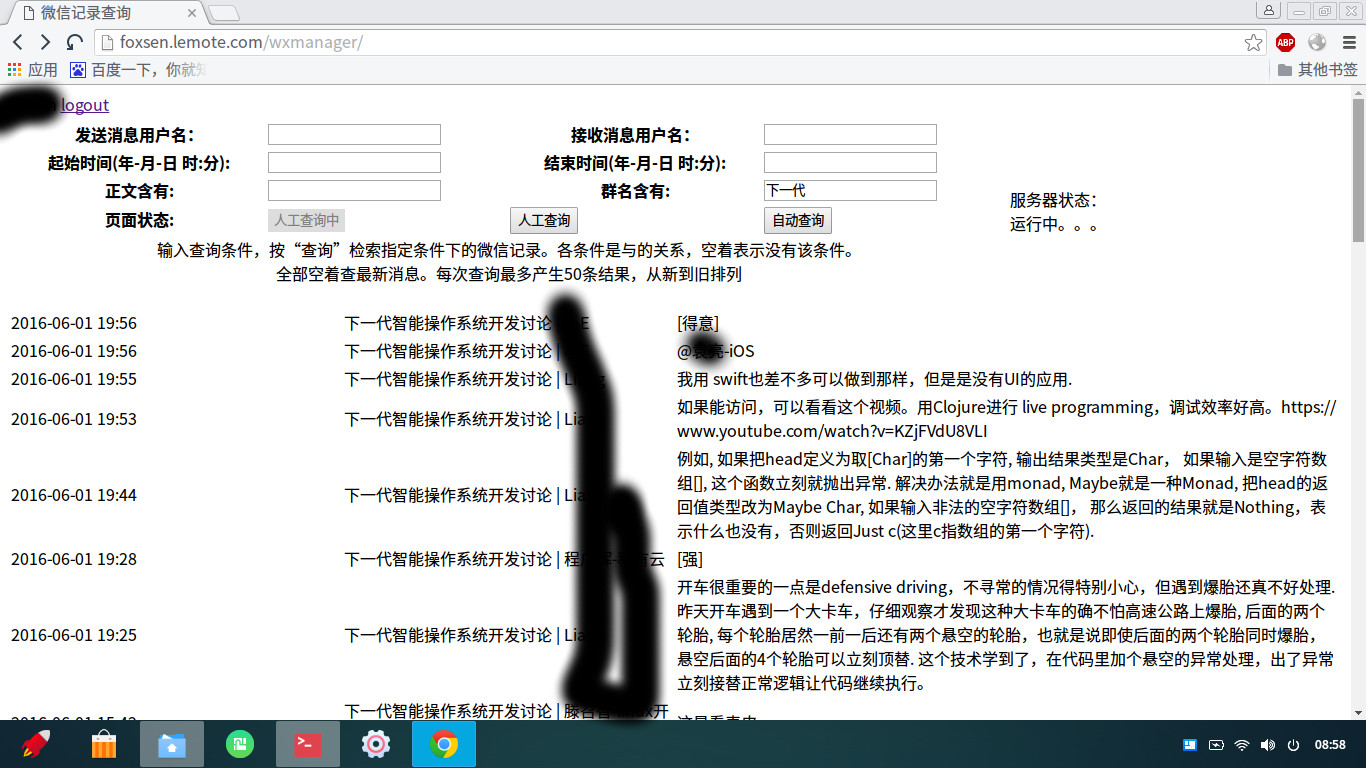 微信记录查询
foxsen.lemote.com/wxmanager/
应用 百度一下，你就知
其他书签
logout
发送消息用户名： 接收消息用户名：
起始时间(年-月-日 时:分): 结束时间(年-月-日 时:分):
正文含有: 群名含有: 下一代
服务器状态：
页面状态: 人工查询中 人工查询 自动查询
运行中。。。
输入查询条件，按“查询”检索指定条件下的微信记录。各条件是与的关系，空着表示没有该条件。
全部空着查最新消息。每次查询最多产生50条结果，从新到旧排列
2016-06-01 19:56 下一代智能操作系统开发讨论 [得意]
2016-06-01 19:56 下一代智能操作系统开发讨论 | @ -iOS
2016-06-01 19:55 下一代智能操作系统开发讨论 | 我用 swift也差不多可以做到那样，但是是没有UI的应用.
2016-06-01 19:53 下一代智能操作系统开发讨论 | 如果能访问，可以看看这个视频。用Clojure进行 live programming，调试效率好高。https://
www.youtube.com/watch?v=KZjFVdU8VLI
例如, 如果把head定义为取[Char]的第一个字符, 输出结果类型是Char， 如果输入是空字符数
组[], 这个函数立刻就抛出异常. 解决办法就是用monad, Maybe就是一种Monad, 把head的返
2016-06-01 19:44 下一代智能操作系统开发讨论 |
回值类型改为Maybe Char, 如果输入非法的空字符数组[]， 那么返回的结果就是Nothing，表
示什么也没有，否则返回Just c(这里c指数组的第一个字符).
2016-06-01 19:28 下一代智能操作系统开发讨论 | 程 云 [强]
开车很重要的一点是defensive driving，不寻常的情况得特别小心，但遇到爆胎还真不好处理.
昨天开车遇到一个大卡车，仔细观察才发现这种大卡车的确不怕高速公路上爆胎, 后面的两个
2016-06-01 19:25 下一代智能操作系统开发讨论 |
轮胎, 每个轮胎居然一前一后还有两个悬空的轮胎，也就是说即使后面的两个轮胎同时爆胎，
悬空后面的4个轮胎可以立刻顶替. 这个技术学到了，在代码里加个悬空的异常处理，出了异常
立刻接替正常逻辑让代码继续执行。
下一代智能操作系统开发讨论 | 开
08:58